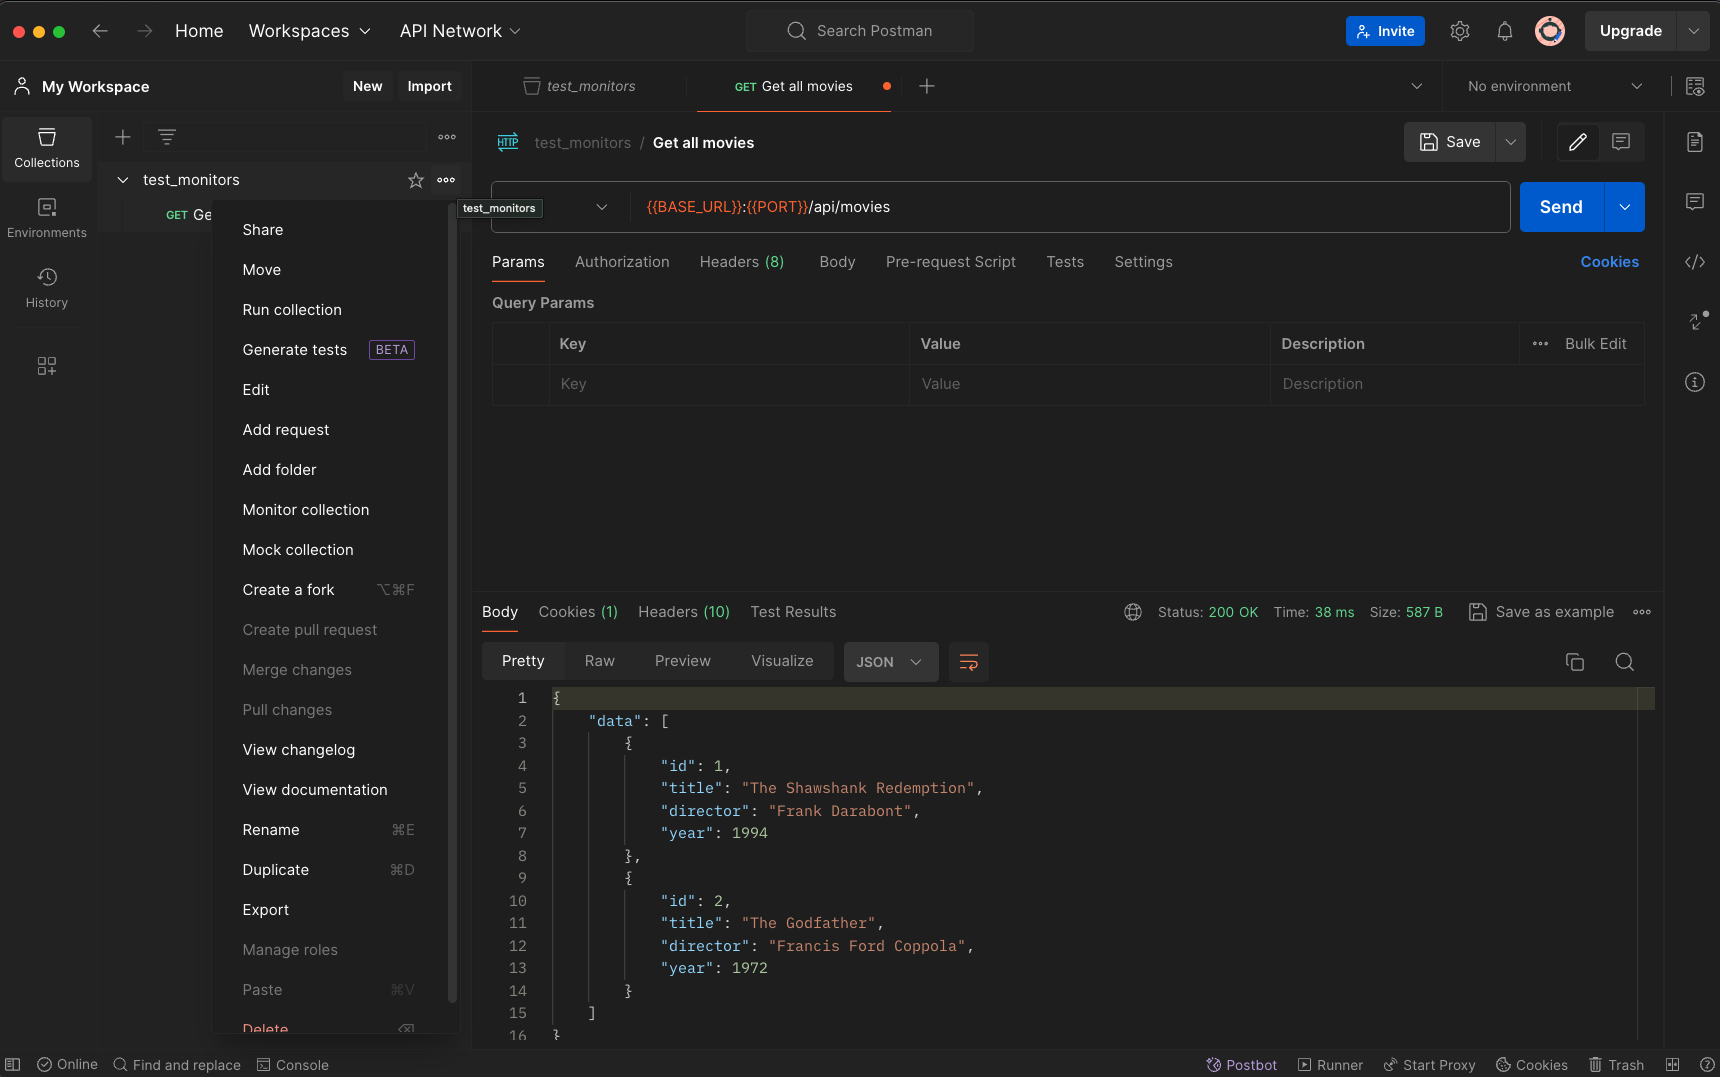 Home Workspaces API Network Search Postman Invite Upgrade
My Workspace New Import test_monitors GET Get all movies No environment
Collections
Environments
History
test_monitors
GET Ge
test_monitors
Share
Move
Run collection
Generate tests BETA
Edit
Add request
Add folder
Monitor collection
Mock collection
Create a fork ⌥⌘F
Create pull request
Merge changes
Pull changes
View changelog
View documentation
Rename ⌘E
Duplicate ⌘D
Export
Manage roles
Paste ⌘V
Delete ⌫
HTTP test_monitors / Get all movies Save
{{BASE_URL}}:{{PORT}}/api/movies Send
Params Authorization Headers (8) Body Pre-request Script Tests Settings Cookies
Query Params
Key Value Description Bulk Edit
Key Value Description
Body Cookies (1) Headers (10) Test Results Status: 200 OK Time: 38 ms Size: 587 B Save as example
Pretty Raw Preview Visualize JSON
1 {
2 "data": [
3 {
4 "id": 1,
5 "title": "The Shawshank Redemption",
6 "director": "Frank Darabont",
7 "year": 1994
8 },
9 {
10 "id": 2,
11 "title": "The Godfather",
12 "director": "Francis Ford Coppola",
13 "year": 1972
14 }
15 ]
16 }
Online Find and replace Console Postbot Runner Start Proxy Cookies Trash